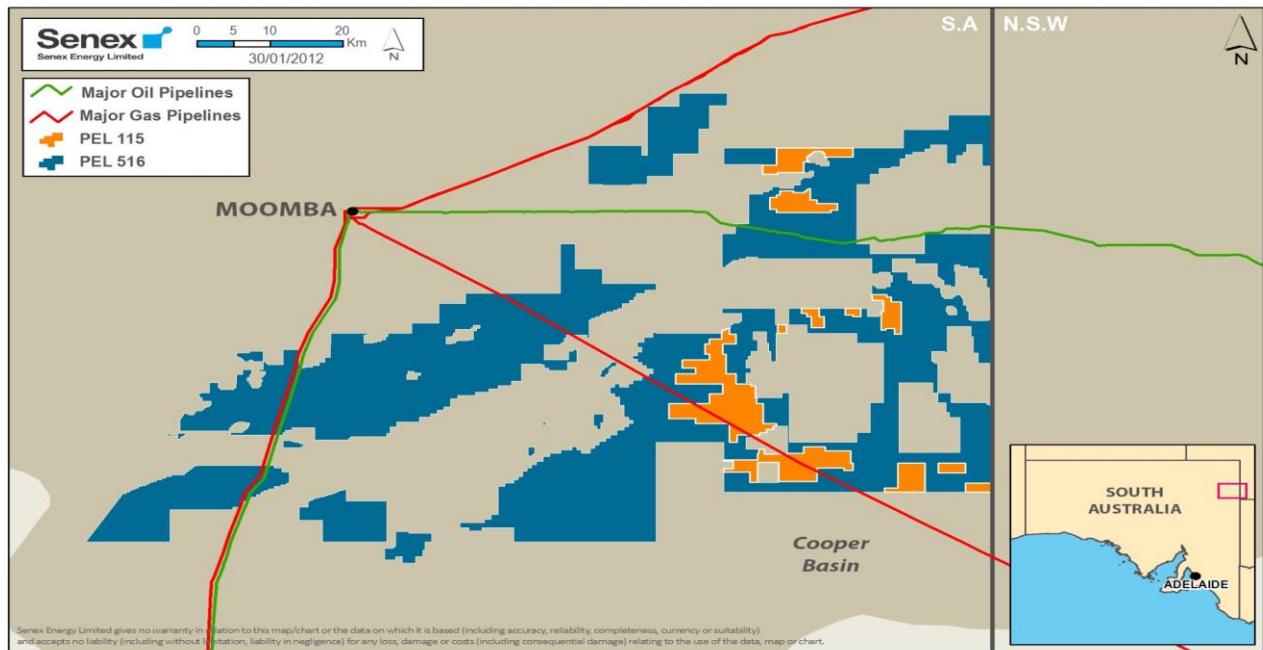 Senex
Senex Energy Limited
0 5 10 20
Km
30/01/2012
N
Major Oil Pipelines
Major Gas Pipelines
PEL 115
PEL 516
S.A N.S.W
N
MOOMBA
Cooper
Basin
SOUTH
AUSTRALIA
ADELAIDE
Senex Energy Limited gives no warranty in relation to this map/chart or the data on which it is based (including accuracy, reliability, completeness, currency or suitability)
and accepts no liability (including without limitation, liability in negligence) for any loss, damage or costs (including consequential damage) relating to the use of the data, map or chart.